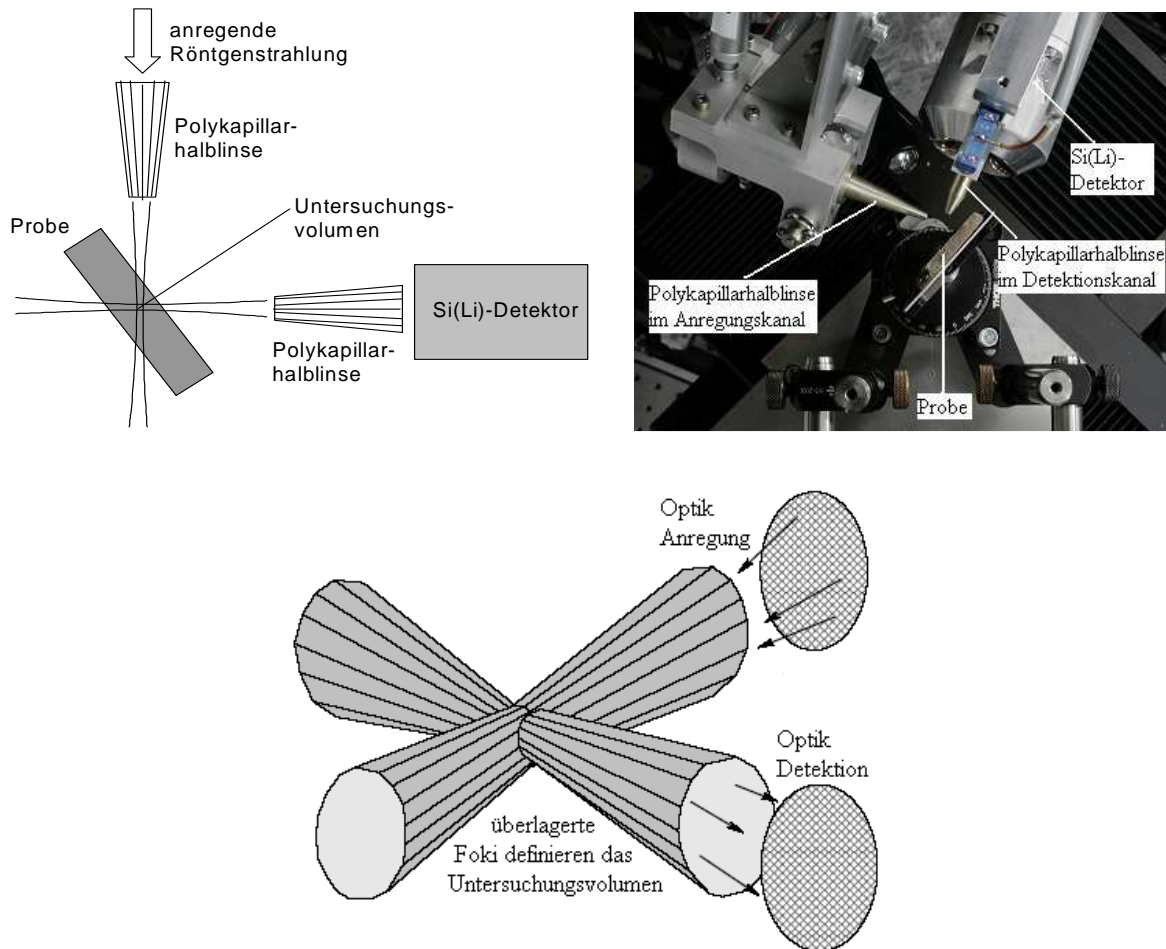 anregende
Röntgenstrahlung
Polykapillar-
halblinse
Probe
Untersuchungs-
volumen
Si(Li)-Detektor
Polykapillar-
halblinse
Si(Li)-
Detektor
Polykapillarhalblinse
im Anregungskanal
Polykapillarhalblinse
im Detektionskanal
Probe
Optik
Anregung
Optik
Detektion
überlagerte
Foki definieren das
Untersuchungsvolumen